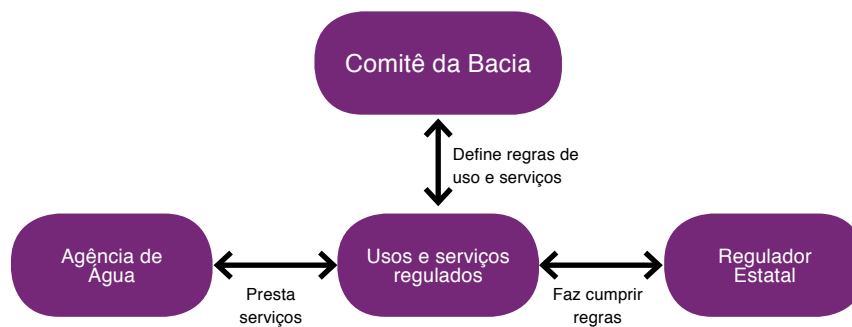 Comitê da Bacia
Define regras de
uso e serviços
Agência de
Água
Usos e serviços
regulados
Regulador
Estatal
Presta
serviços
Faz cumprir
regras